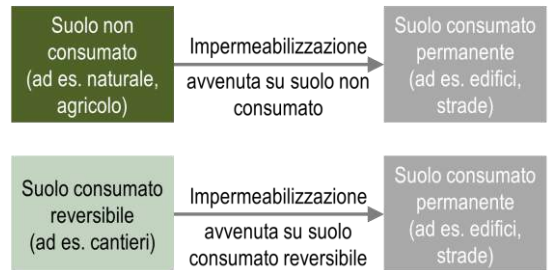 Suolo non
consumato
(ad es. naturale,
agricolo)
Impermeabilizzazione
avvenuta su suolo non
consumato
Suolo consumato
permanente
(ad es. edifici,
strade)
Suolo consumato
reversibile
(ad es. cantieri)
Impermeabilizzazione
avvenuta su suolo
consumato reversibile
Suolo consumato
permanente
(ad es. edifici,
strade)